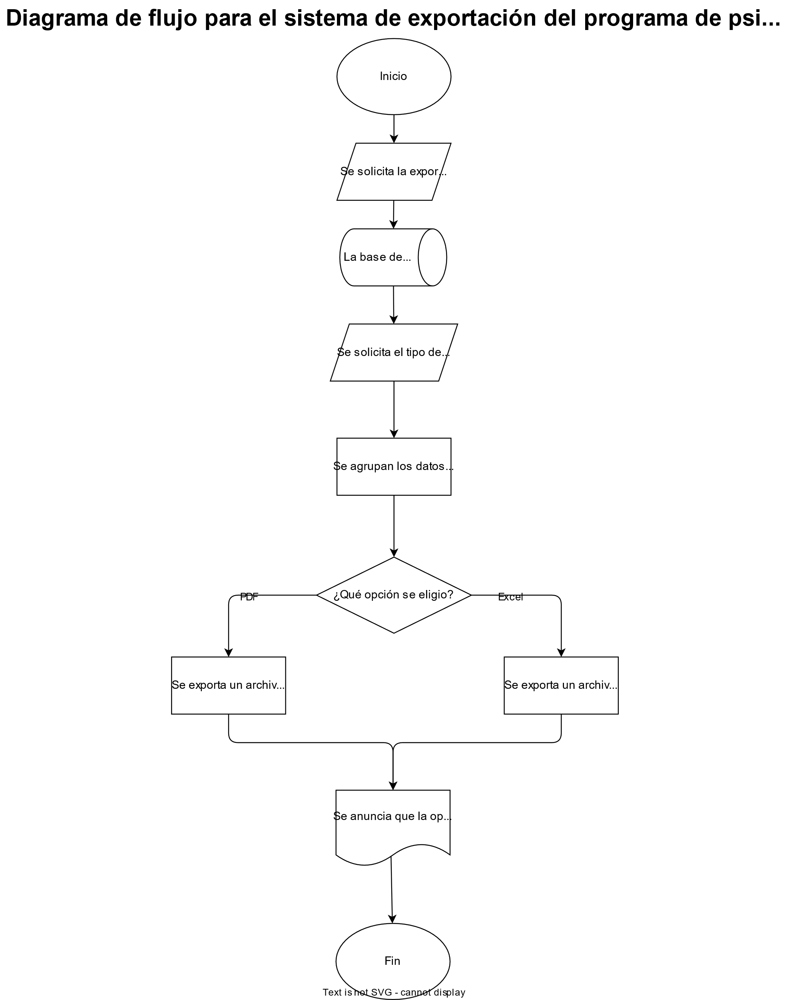 Diagrama de flujo para el sistema de exportación del programa de psi...
Inicio
Se solicita la expor...
La base de...
Se solicita el tipo de...
Se agrupan los datos...
¿Qué opción se eligio?
PDF
Excel
Se exporta un archiv...
Se exporta un archiv...
Se anuncia que la op...
Fin
Text is not SVG - cannot display